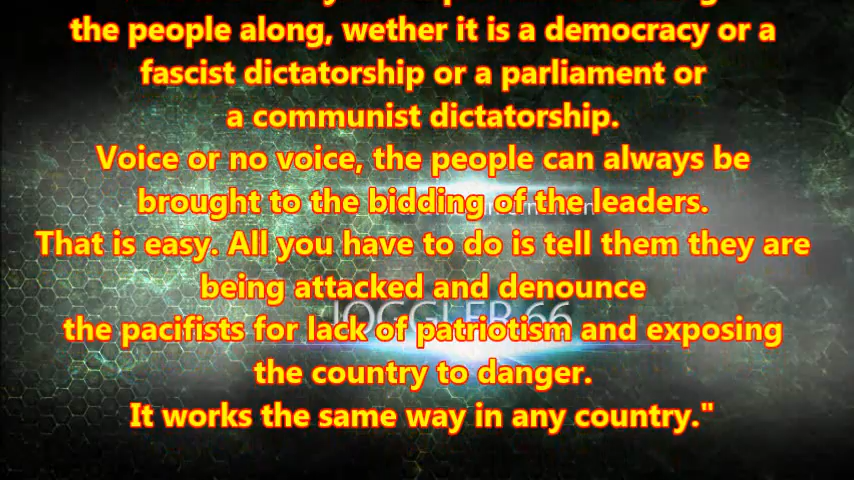 the people along, wether it is a democracy or a
fascist dictatorship or a parliament or
a communist dictatorship.
Voice or no voice, the people can always be
brought to the bidding of the leaders.
That is easy. All you have to do is tell them they are
being attacked and denounce
JOGGLER 66
the pacifists for lack of patriotism and exposing
the country to danger.
It works the same way in any country."